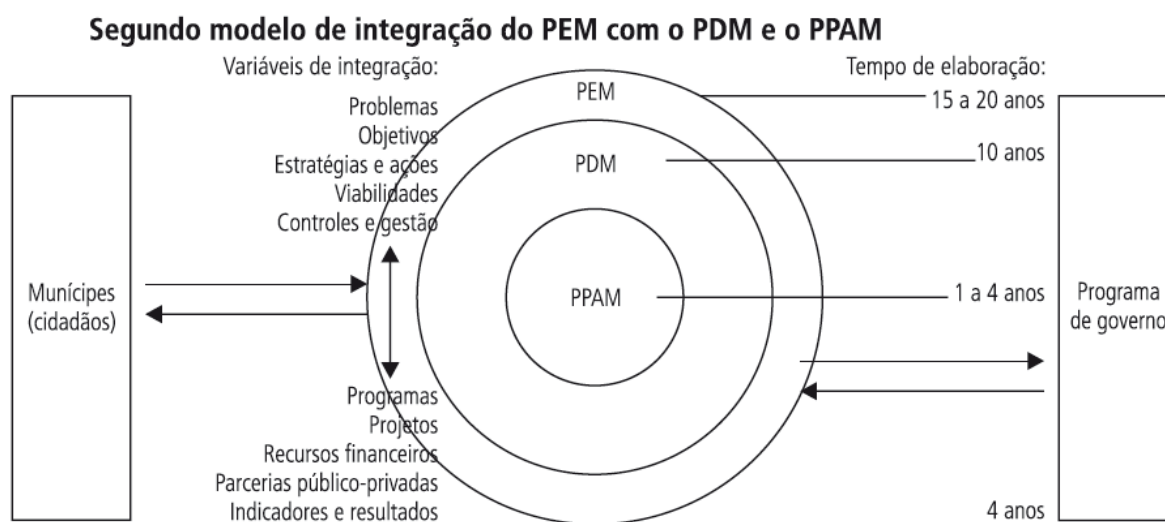 Segundo modelo de integração do PEM com o PDM e o PPAM
Variáveis de integração:
Problemas
Objetivos
Estratégias e ações
Viabilidades
Controles e gestão
Munícipes
(cidadãos)
Programas
Projetos
Recursos financeiros
Parcerias público-privadas
Indicadores e resultados
PEM
PDM
PPAM
Tempo de elaboração:
15 a 20 anos
10 anos
1 a 4 anos
4 anos
Programa
de governo